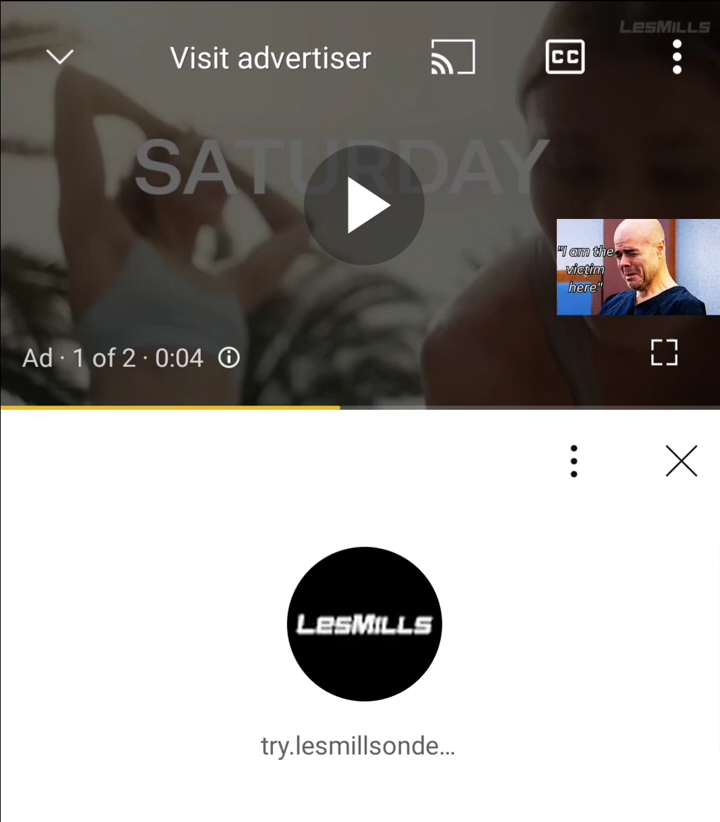 LesMills
Visit advertiser
CC
SATURDAY
"I am the
victim
here"
Ad · 1 of 2 · 0:04
LesMills
try.lesmillsonde...